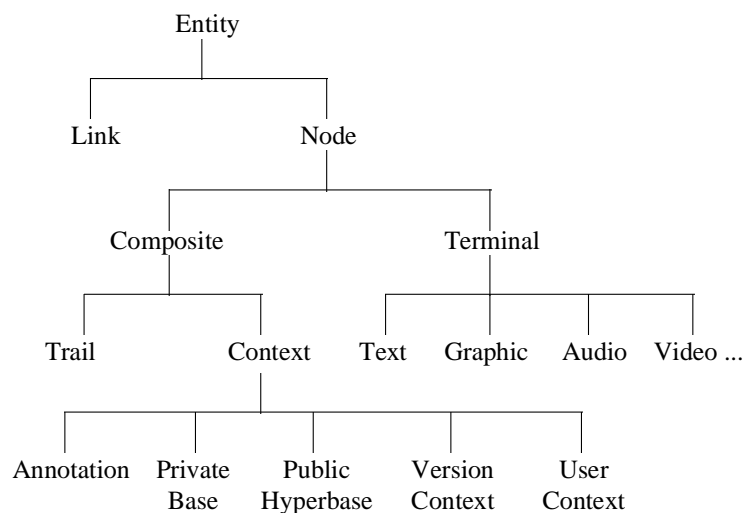 Entity
Link Node
Composite Terminal
Trail Context Text Graphic Audio Video ...
Annotation Private Public Version User
Base Hyperbase Context Context